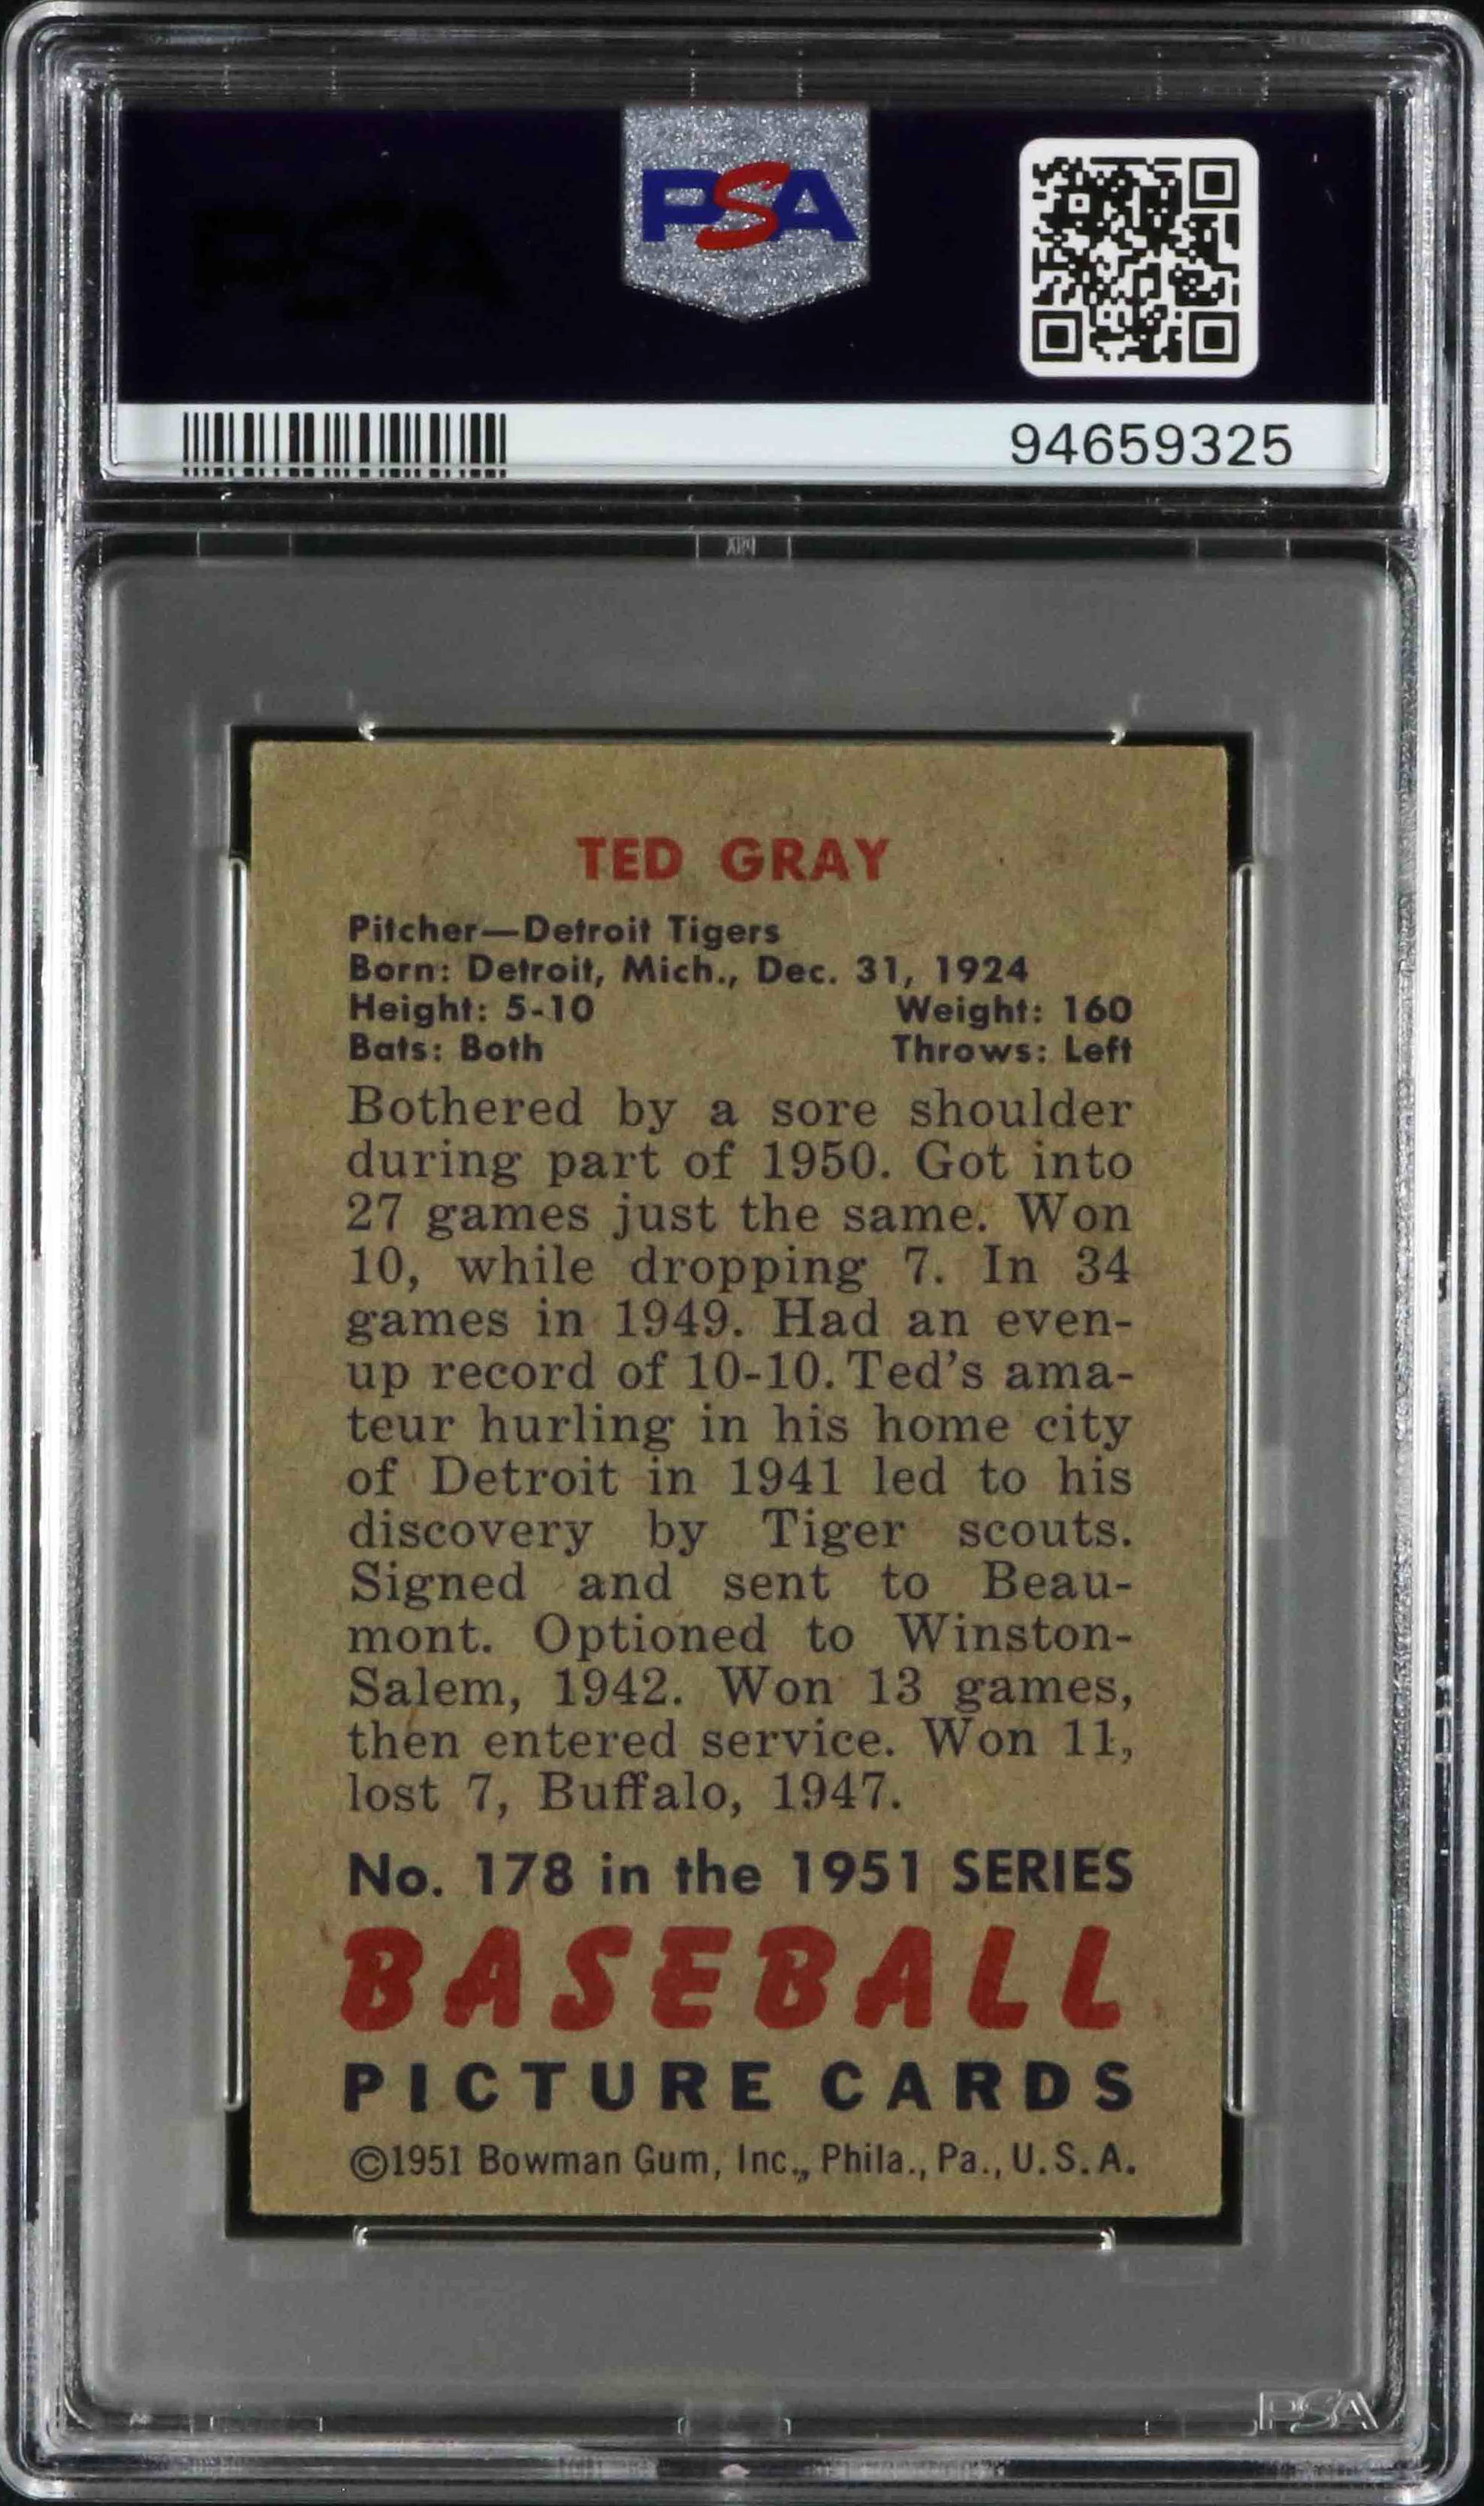 PSA
94659325
TED GRAY
Pitcher—Detroit Tigers
Born: Detroit, Mich., Dec. 31, 1924
Height: 5-10 Weight: 160
Bats: Both Throws: Left
Bothered by a sore shoulder
during part of 1950. Got into
27 games just the same. Won
10, while dropping 7. In 34
games in 1949. Had an even-
up record of 10-10. Ted's ama-
teur hurling in his home city
of Detroit in 1941 led to his
discovery by Tiger scouts.
Signed and sent to Beau-
mont. Optioned to Winston-
Salem, 1942. Won 13 games,
then entered service. Won 11,
lost 7, Buffalo, 1947.
No. 178 in the 1951 SERIES
BASEBALL
PICTURE CARDS
©1951 Bowman Gum, Inc., Phila., Pa., U.S.A.
PSA